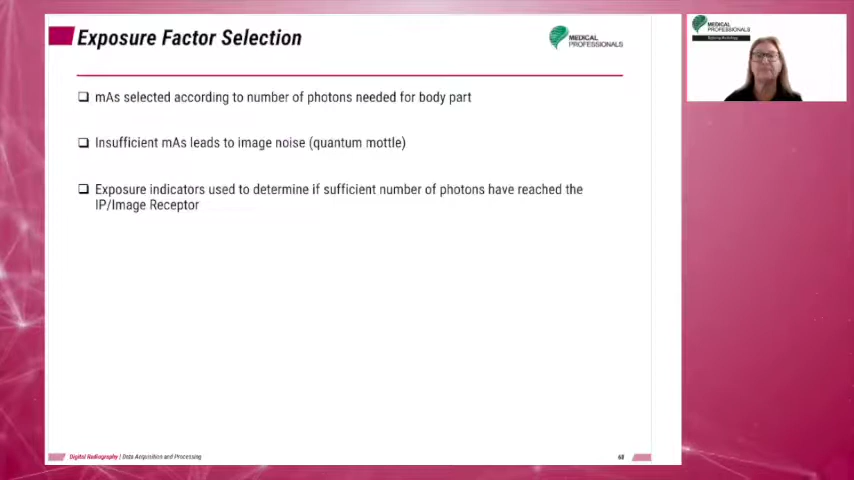 Exposure Factor Selection
MEDICAL
PROFESSIONALS
❑ mAs selected according to number of photons needed for body part
❑ Insufficient mAs leads to image noise (quantum mottle)
❑ Exposure indicators used to determine if sufficient number of photons have reached the
IP/Image Receptor
Digital Radiography | Data Acquisition and Processing
68
MEDICAL
PROFESSIONALS